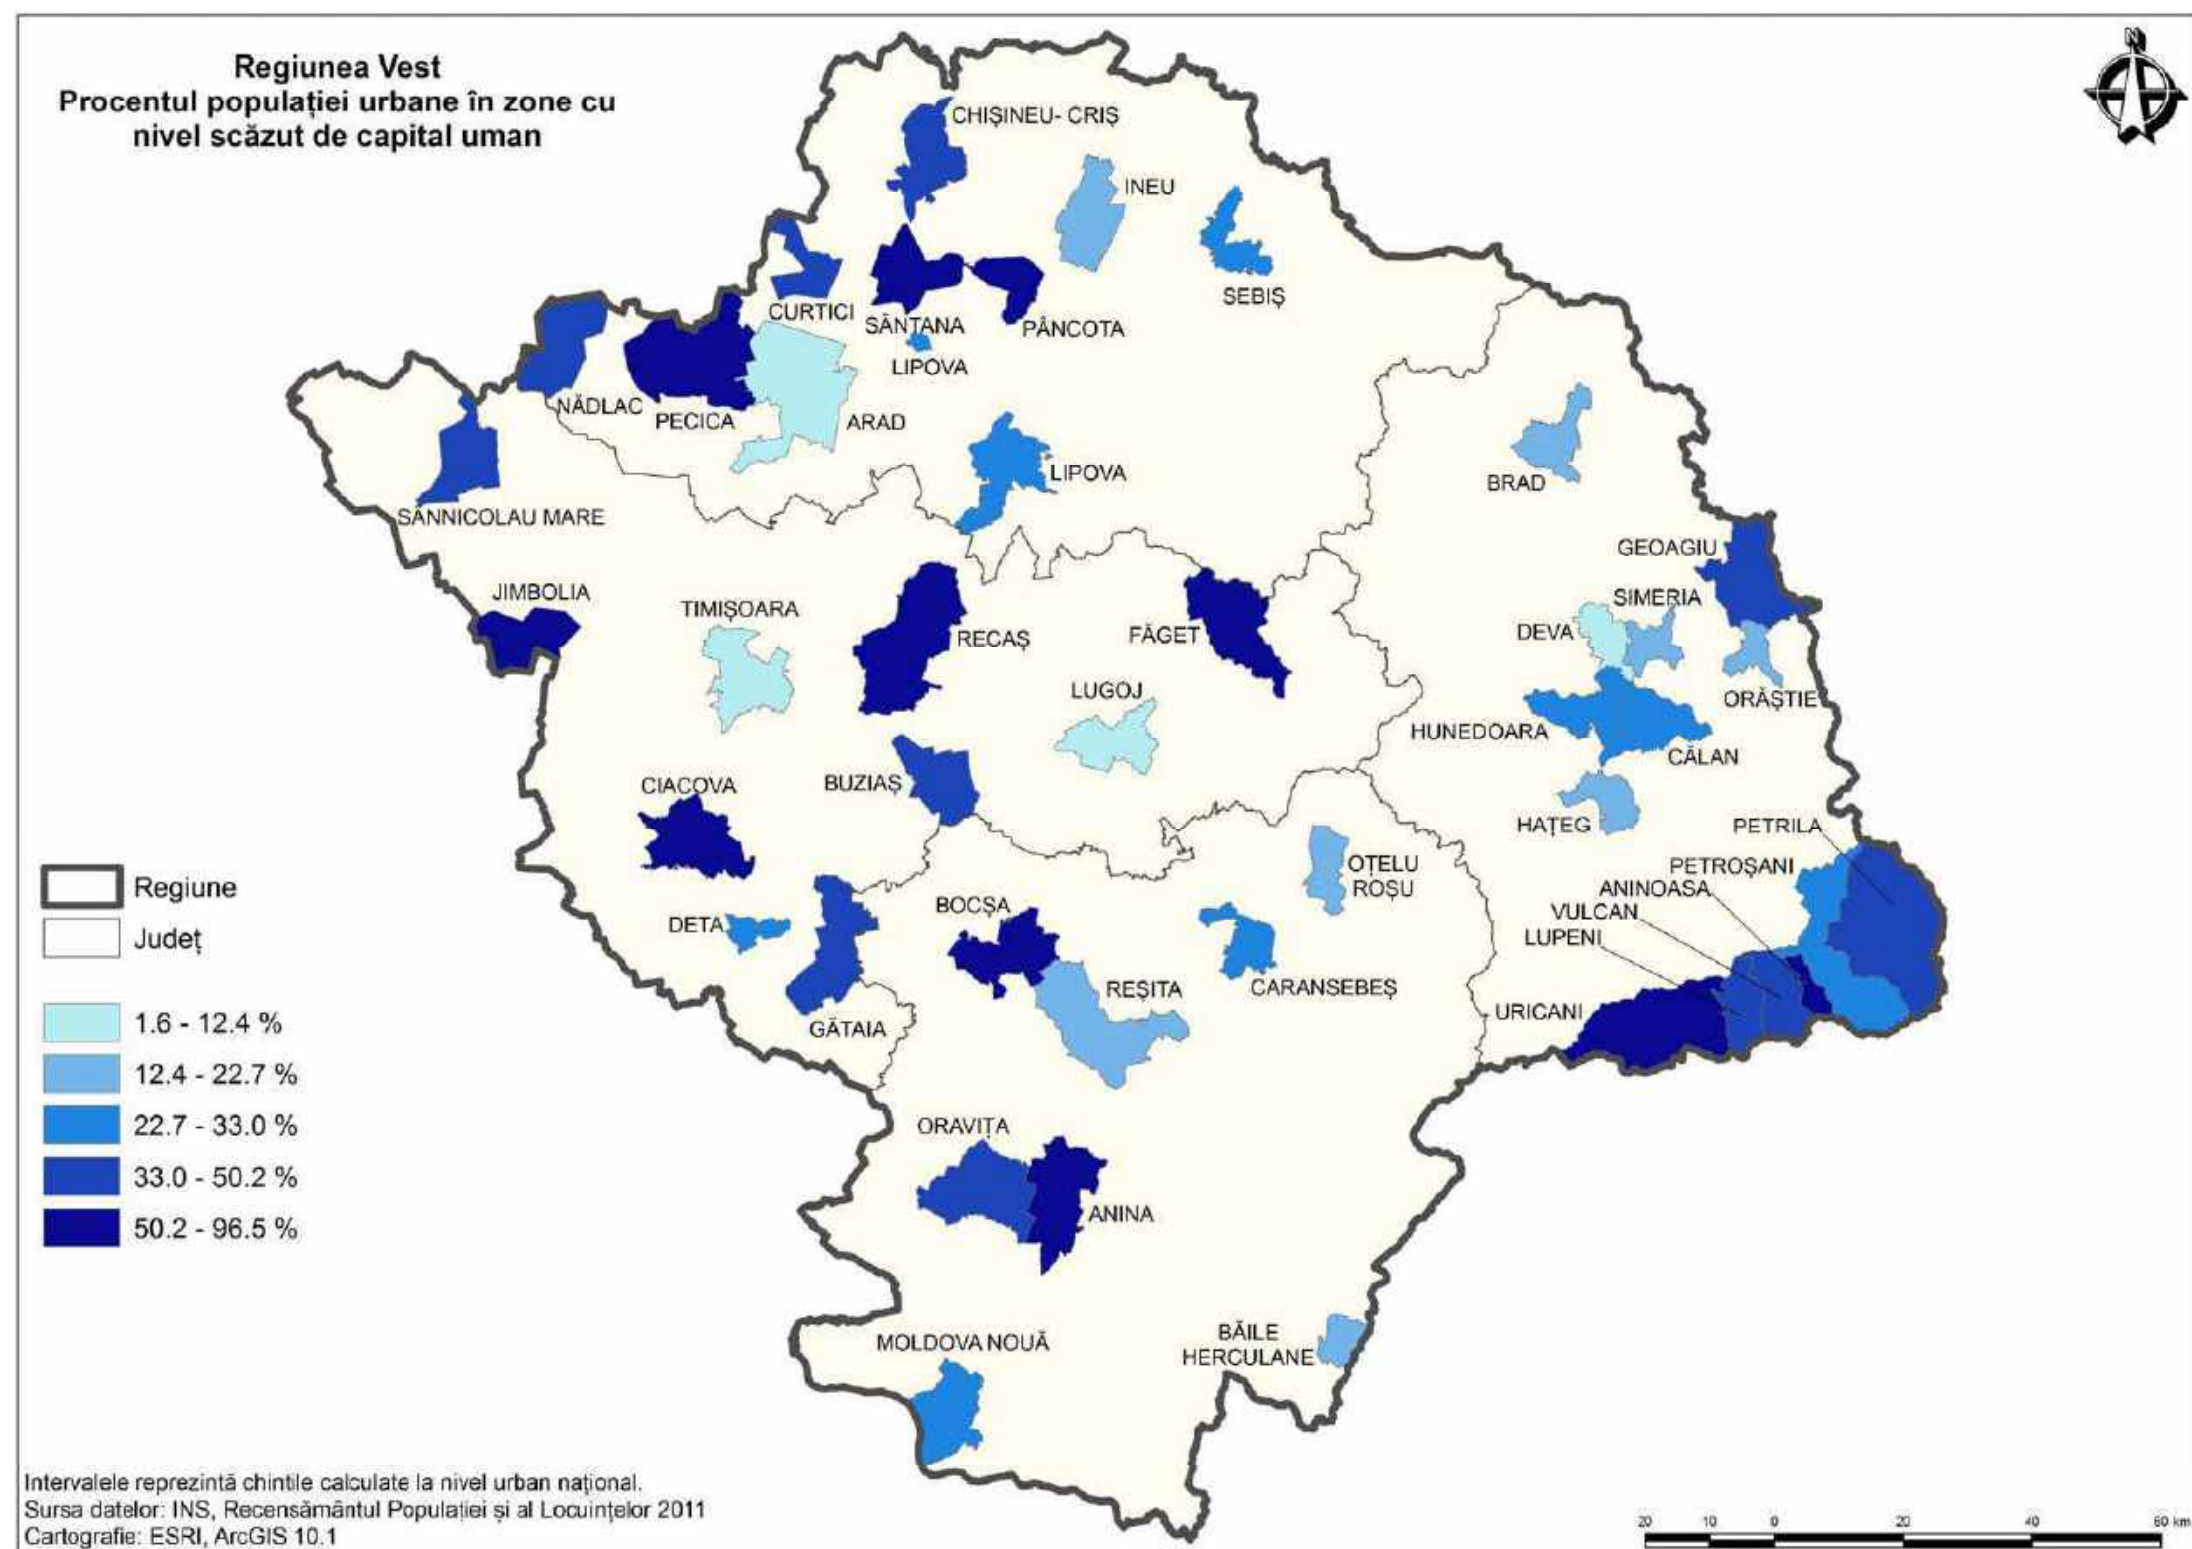 Regiunea Vest
Procentul populației urbane în zone cu
nivel scăzut de capital uman
N
CHIȘINEU- CRIȘ
INEU
SEBIȘ
CURTICI
SÂNTANA
PÂNCOTA
LIPOVA
NĂDLAC
PECICA
ARAD
LIPOVA
BRAD
SÂNNICOLAU MARE
GEOAGIU
JIMBOLIA
TIMIȘOARA
RECAȘ
FĂGET
SIMERIA
DEVA
LUGOJ
ORĂȘTIE
HUNEDOARA
CĂLAN
CIACOVA
BUZIAȘ
HAȚEG
PETRILA
OȚELU
ROȘU
PETROȘANI
ANINOASA
VULCAN
LUPENI
BOCȘA
DETA
REȘIȚA
CARANSEBEȘ
URICANI
GĂTAIA
ORAVIȚA
ANINA
MOLDOVA NOUĂ
BĂILE
HERCULANE
Regiune
Județ
1.6 - 12.4 %
12.4 - 22.7 %
22.7 - 33.0 %
33.0 - 50.2 %
50.2 - 96.5 %
Intervalele reprezintă chintile calculate la nivel urban național.
Sursa datelor: INS, Recensământul Populației și al Locuințelor 2011
Cartografie: ESRI, ArcGIS 10.1
20 10 0 20 40 60 km